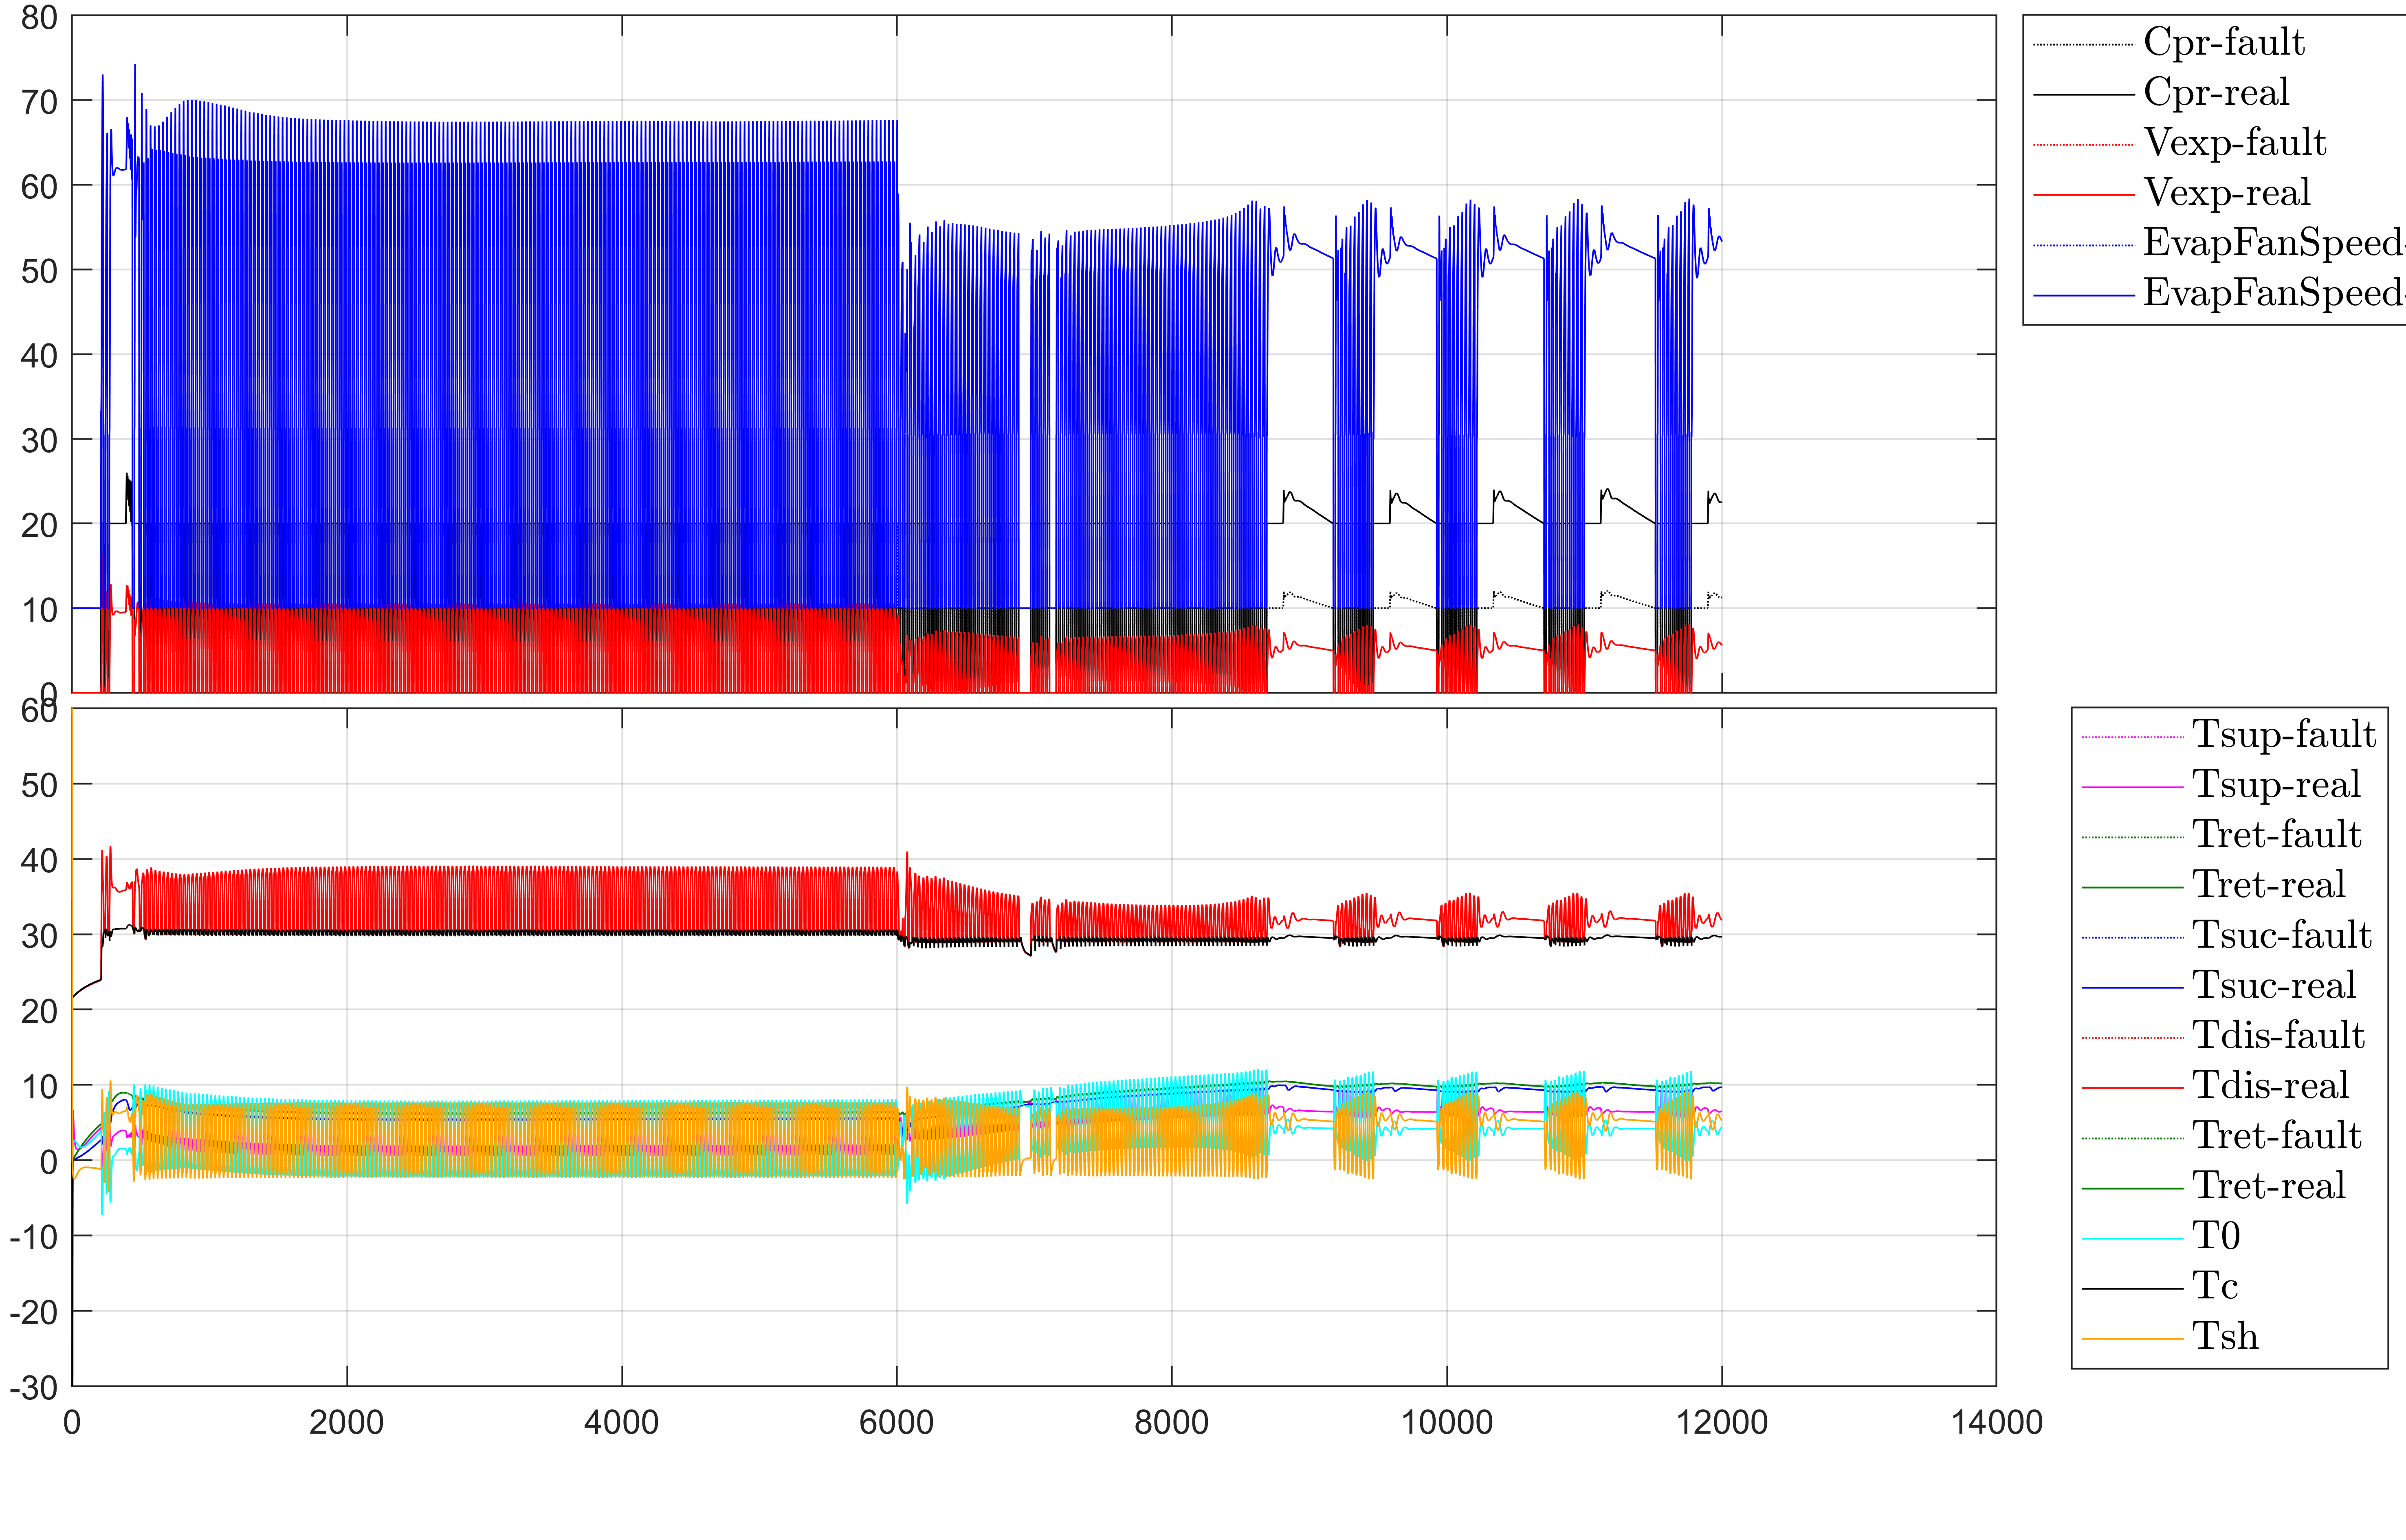 80
70
60
50
40
30
20
10
0
Cpr-fault
Cpr-real
Vexp-fault
Vexp-real
EvapFanSpeed-
EvapFanSpeed-
60
50
40
30
20
10
0
-10
-20
-30
0 2000 4000 6000 8000 10000 12000 14000
Tsup-fault
Tsup-real
Tret-fault
Tret-real
Tsuc-fault
Tsuc-real
Tdis-fault
Tdis-real
Tret-fault
Tret-real
T0
Tc
Tsh